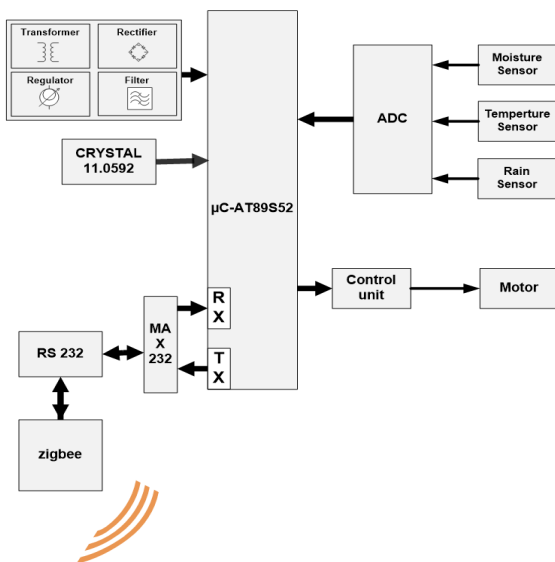 Transformer
Rectifier
Regulator
Filter
CRYSTAL
11.0592
µC-AT89S52
ADC
Moisture
Sensor
Temperture
Sensor
Rain
Sensor
Control
unit
Motor
R
X
T
X
MA
X
232
RS 232
zigbee